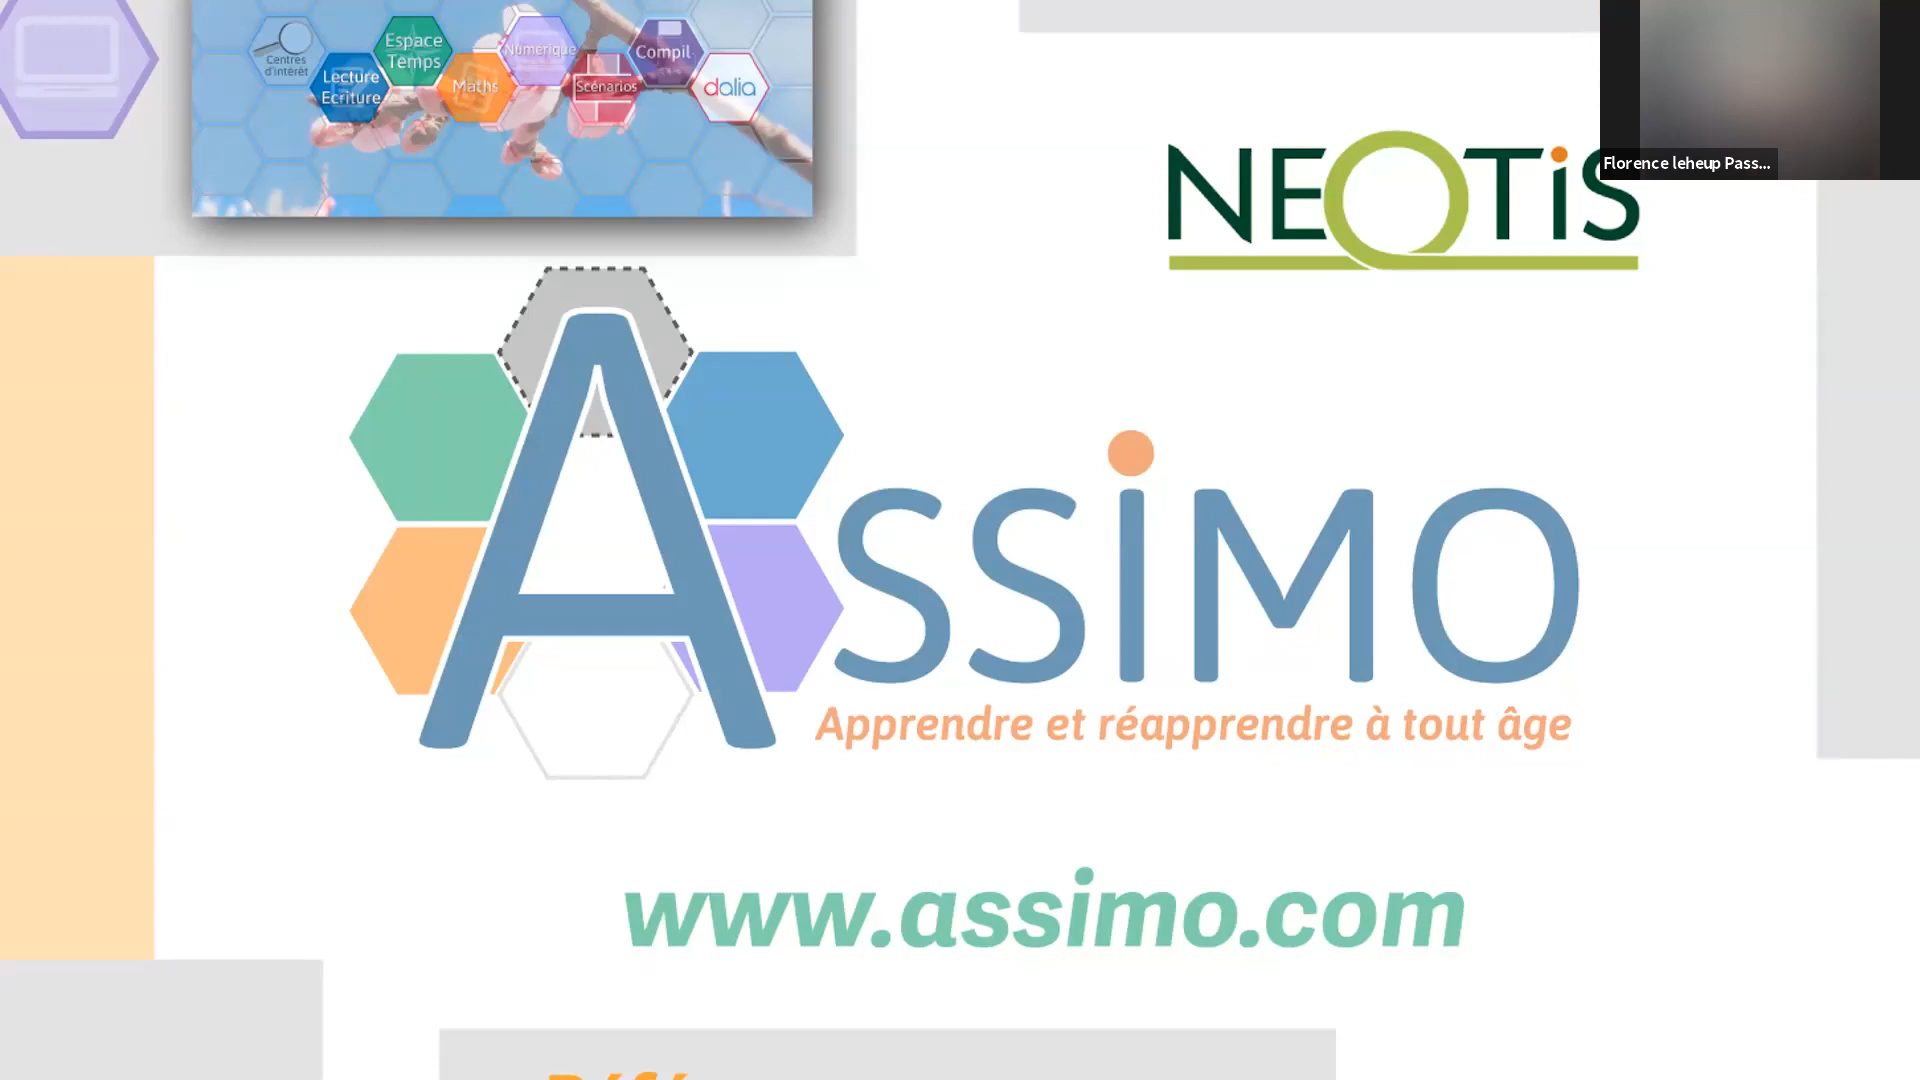 Centres
d'intérêt
Lecture
Ecriture
Espace
Temps
Maths
Numérique
Scénarios
Compil
dalia
Florence leheup Pass...
NEOTiS
ASSiMO
Apprendre et réapprendre à tout âge
www.assimo.com